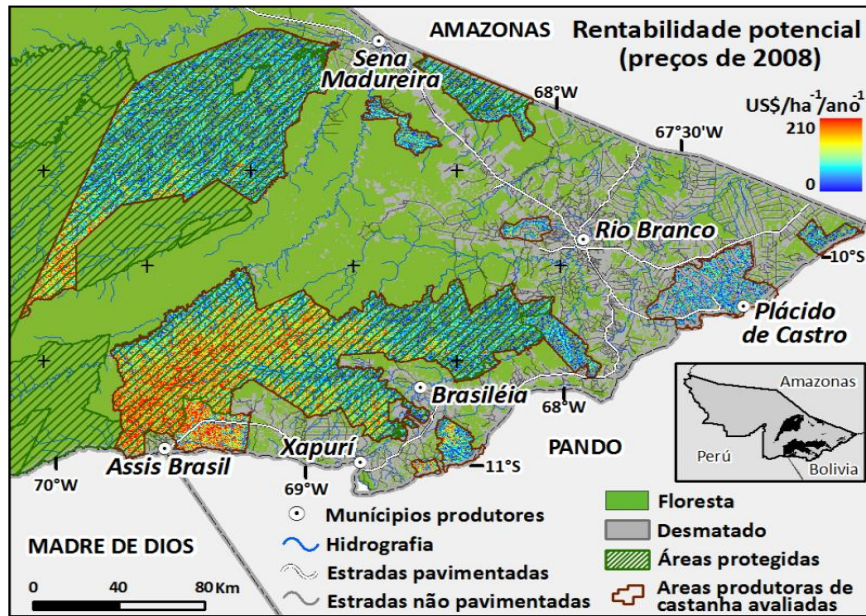 AMAZONAS
Rentabilidade potencial
(preços de 2008)
Sena
Madureira
68°W
US$/ha⁻¹/ano⁻¹
67°30'W
210
0
Rio Branco
10°S
Plácido
de Castro
Brasiléia
68°W
Amazonas
Xapurí
PANDO
Assis Brasil
11°S
Perú
Bolivia
70°W
69°W
Munícipios produtores
Floresta
Hidrografia
Desmatado
MADRE DE DIOS
Estradas pavimentadas
Áreas protegidas
0 40 80 Km
Estradas não pavimentadas
Areas produtoras de
castanha avaliadas